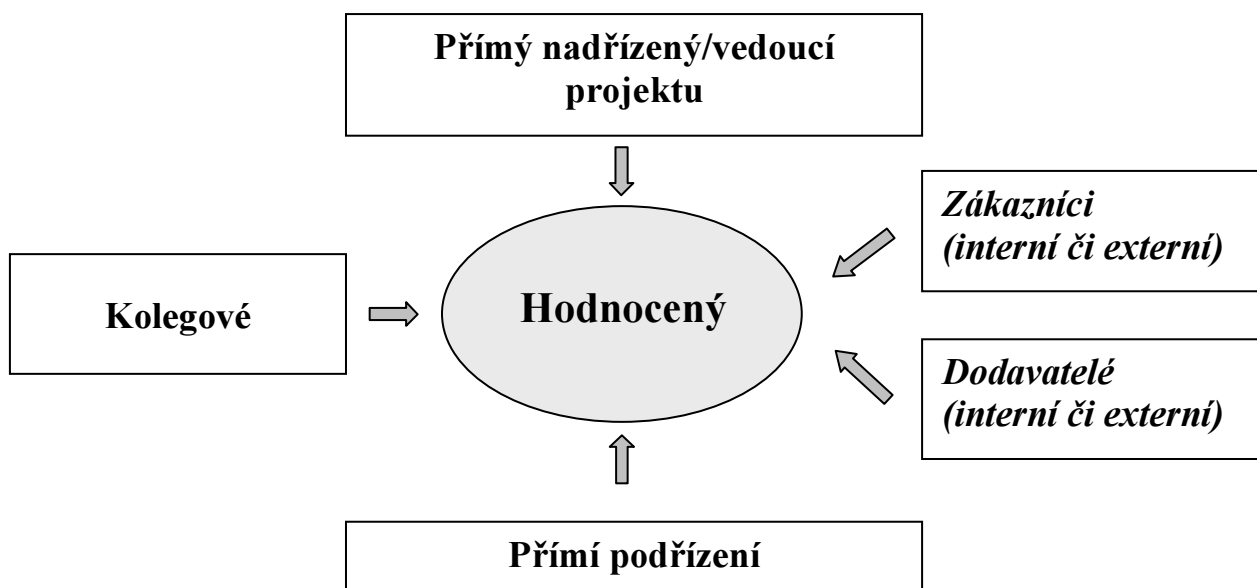 Přímý nadřízený/vedoucí
projektu
Zákazníci
(interní či externí)
Kolegové
Hodnocený
Dodavatelé
(interní či externí)
Přímí podřízení